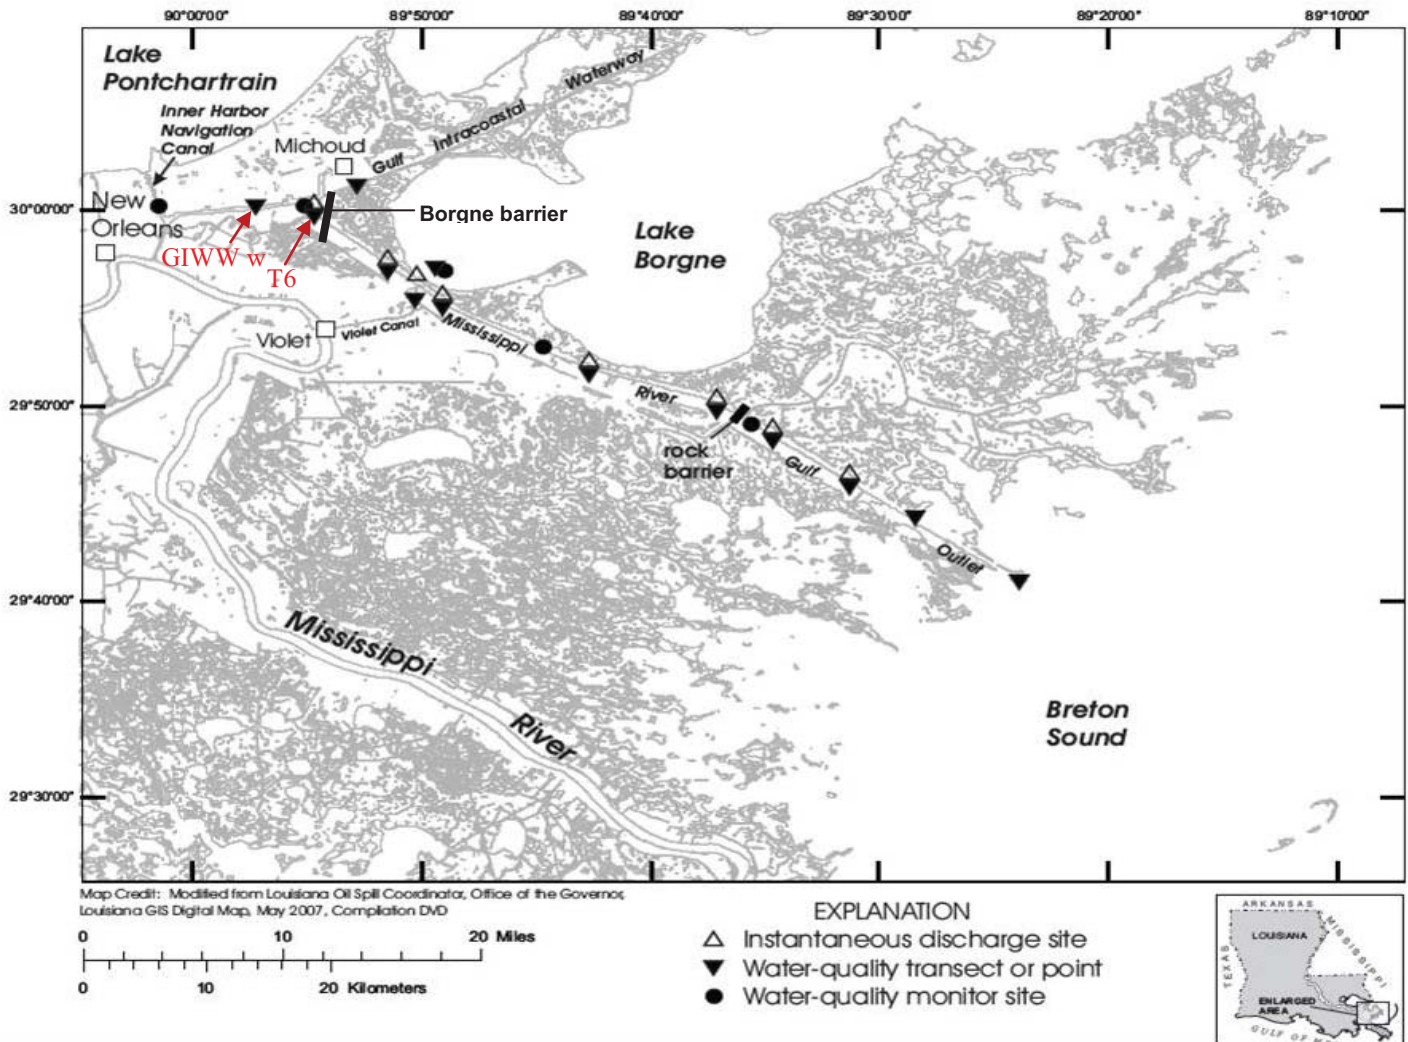 90°00'00" 89°50'00" 89°40'00" 89°30'00" 89°20'00" 89°10'00"
Lake
Pontchartrain
Inner Harbor
Navigation
Canal
Michoud
Gulf Intracoastal Waterway
New
Orleans
30°00'00"
Borgne barrier
GIWW w
T6
Lake
Borgne
Violet
Violet Canal
Mississippi River Gulf Outlet
29°50'00"
rock
barrier
29°40'00"
Mississippi River
Breton
Sound
29°30'00"
Map Credit: Modified from Louisiana Oil Spill Coordinator, Office of the Governor,
Louisiana GIS Digital Map, May 2007, Compilation DVD
0 10 20 Miles
0 10 20 Kilometers
EXPLANATION
Instantaneous discharge site
Water-quality transect or point
Water-quality monitor site
ARKANSAS
LOUISIANA
TEXAS
MISSISSIPPI
ENLARGED
AREA